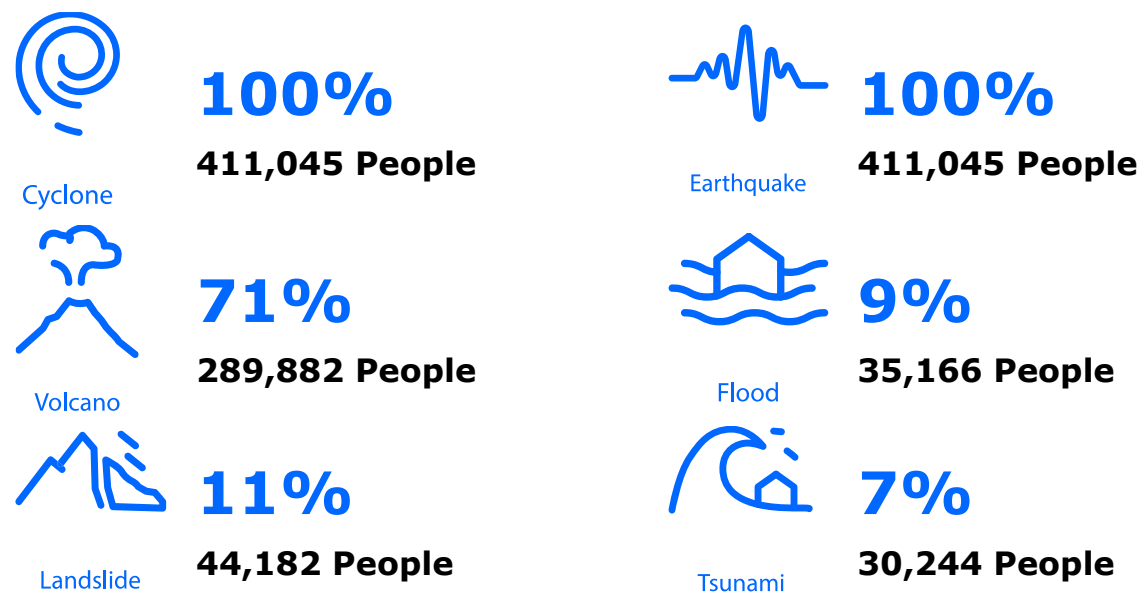 100%
411,045 People
Cyclone
100%
411,045 People
Earthquake
71%
289,882 People
Volcano
9%
35,166 People
Flood
11%
44,182 People
Landslide
7%
30,244 People
Tsunami